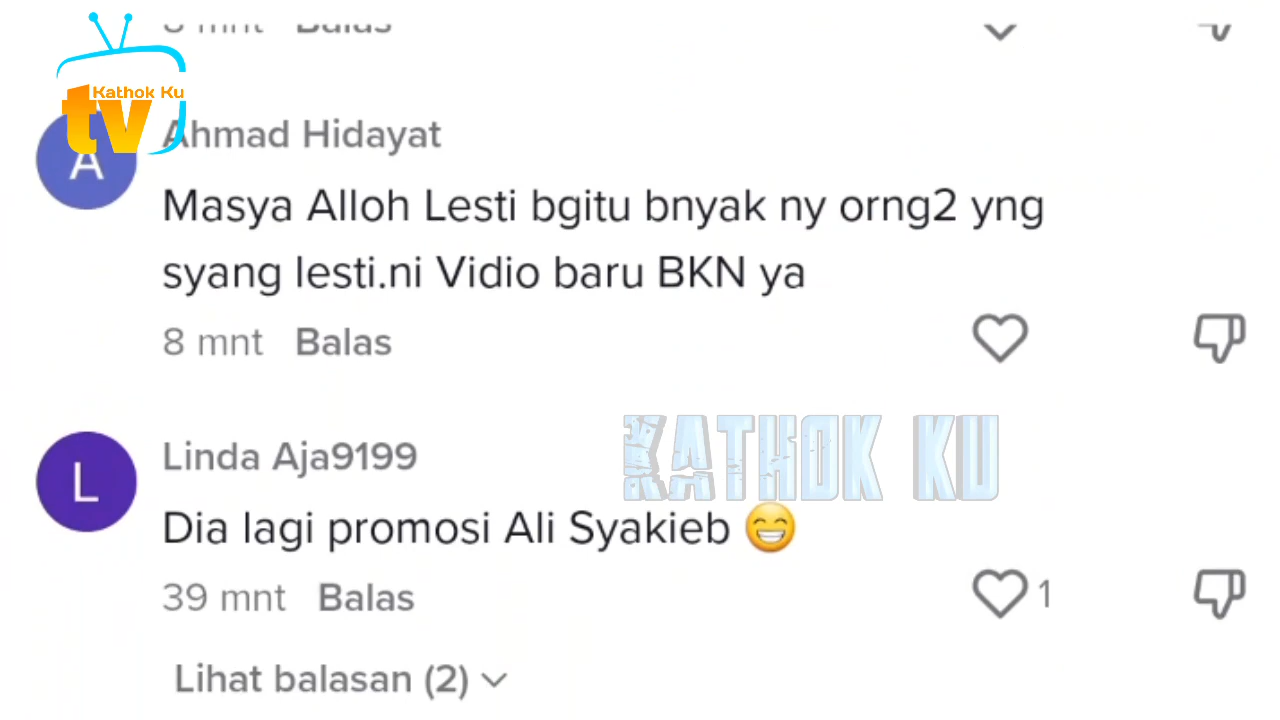 Kathok Ku
tv
Ahmad Hidayat
A
Masya Alloh Lesti bgitu bnyak ny orng2 yng
syang lesti.ni Vidio baru BKN ya
8 mnt Balas
KATHOK KU
Linda Aja9199
L
Dia lagi promosi Ali Syakieb 😁
39 mnt Balas
1
Lihat balasan (2)